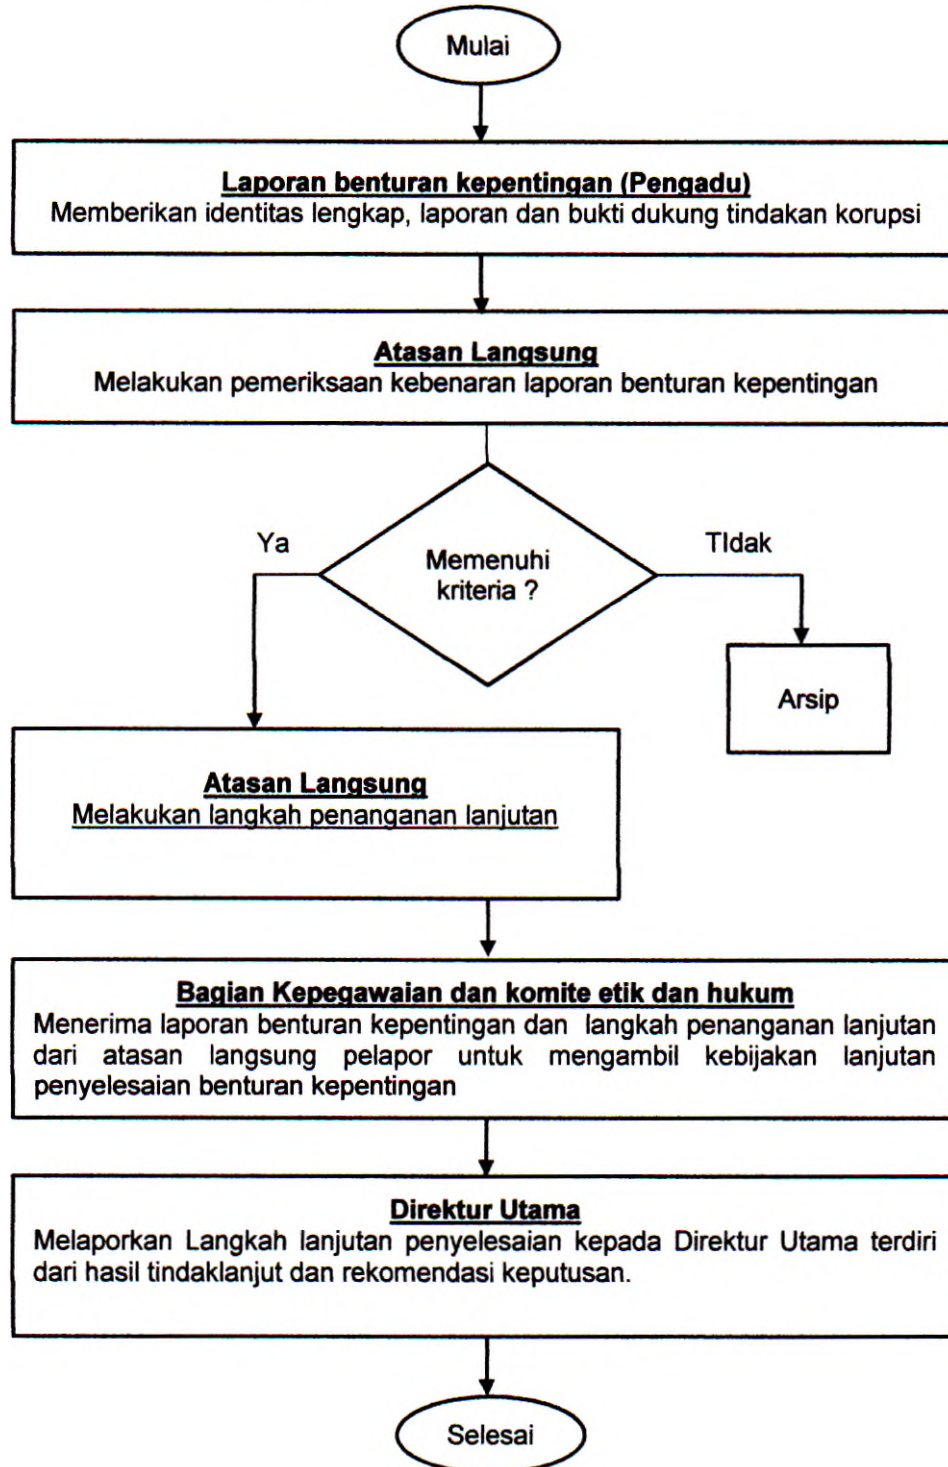 Mulai
Laporan benturan kepentingan (Pengadu)
Memberikan identitas lengkap, laporan dan bukti dukung tindakan korupsi
Atasan Langsung
Melakukan pemeriksaan kebenaran laporan benturan kepentingan
Ya
Memenuhi
kriteria ?
TIdak
Arsip
Atasan Langsung
Melakukan langkah penanganan lanjutan
Bagian Kepegawaian dan komite etik dan hukum
Menerima laporan benturan kepentingan dan langkah penanganan lanjutan
dari atasan langsung pelapor untuk mengambil kebijakan lanjutan
penyelesaian benturan kepentingan
Direktur Utama
Melaporkan Langkah lanjutan penyelesaian kepada Direktur Utama terdiri
dari hasil tindaklanjut dan rekomendasi keputusan.
Selesai